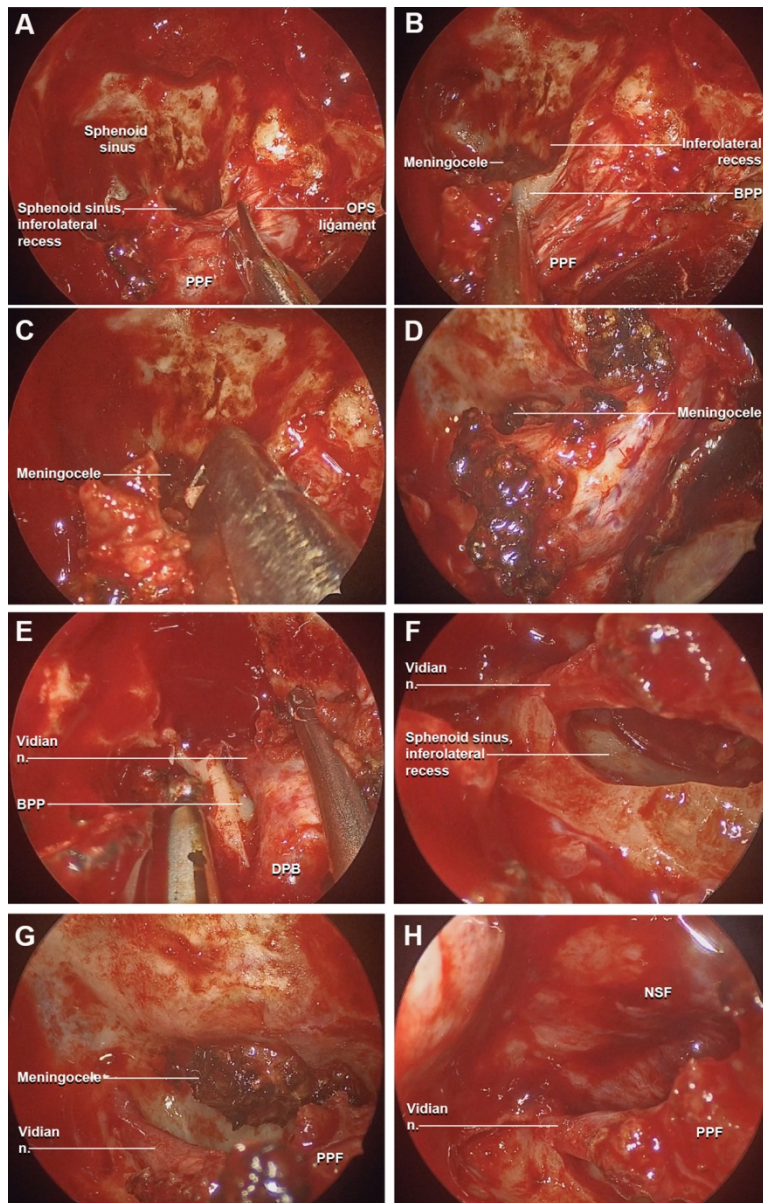 A
Sphenoid
sinus
Sphenoid sinus,
inferolateral
recess
OPS
ligament
PPF
B
Meningocele
Inferolateral
recess
BPP
PPF
C
Meningocele
D
Meningocele
E
Vidian
n.
BPP
DPB
F
Vidian
n.
Sphenoid sinus,
inferolateral
recess
G
Meningocele
Vidian
n.
PPF
H
NSF
Vidian
n.
PPF